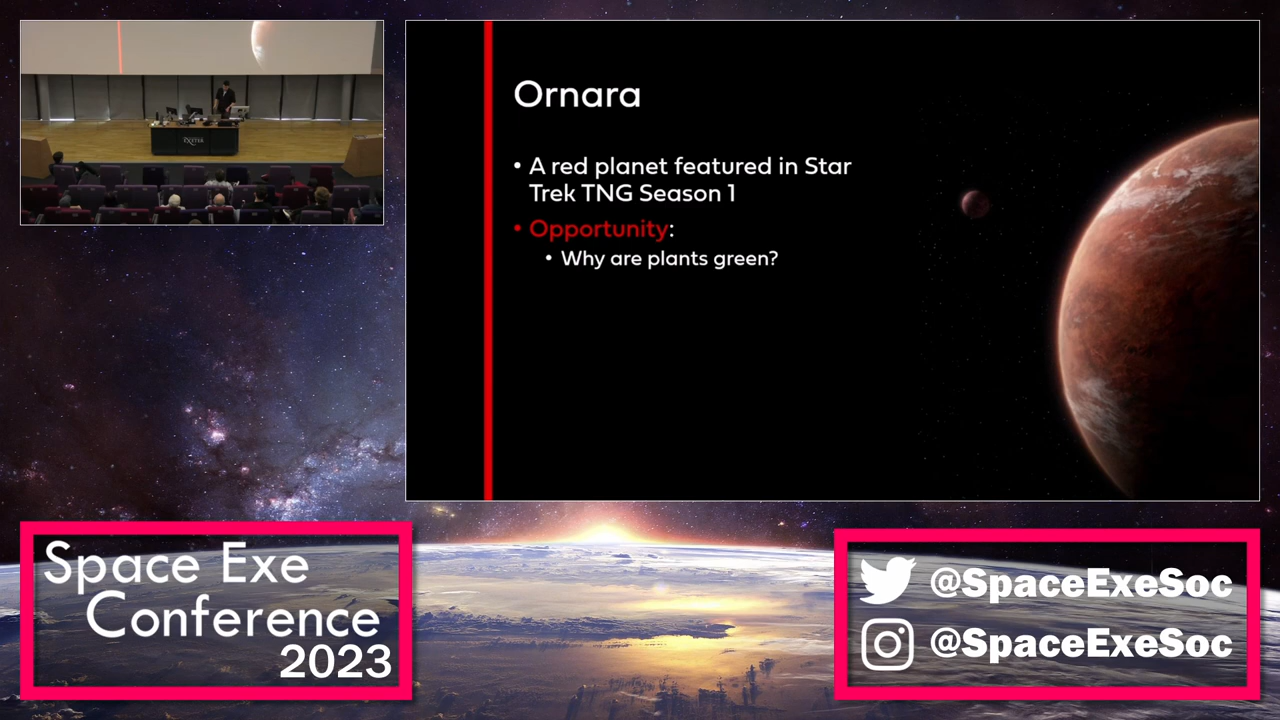 EXETER
Ornara
• A red planet featured in Star
Trek TNG Season 1
• Opportunity:
• Why are plants green?
Space Exe
Conference
2023
@SpaceExeSoc
@SpaceExeSoc